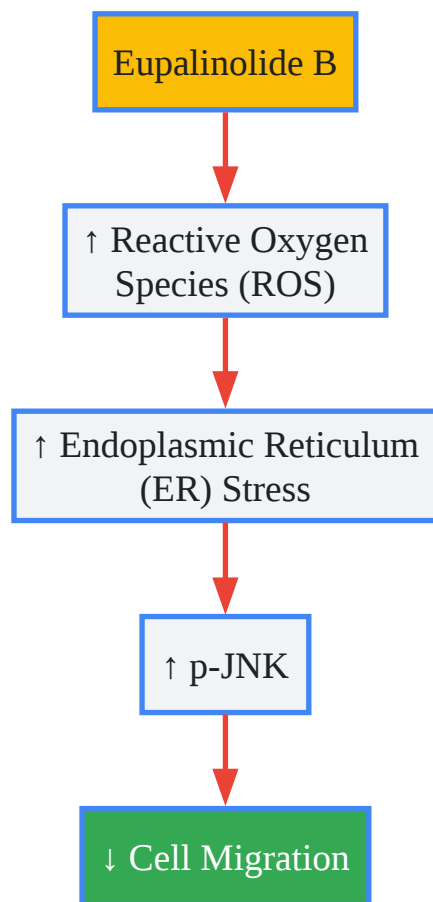 Eupalinolide B
↑ Reactive Oxygen
Species (ROS)
↑ Endoplasmic Reticulum
(ER) Stress
↑ p-JNK
↓ Cell Migration